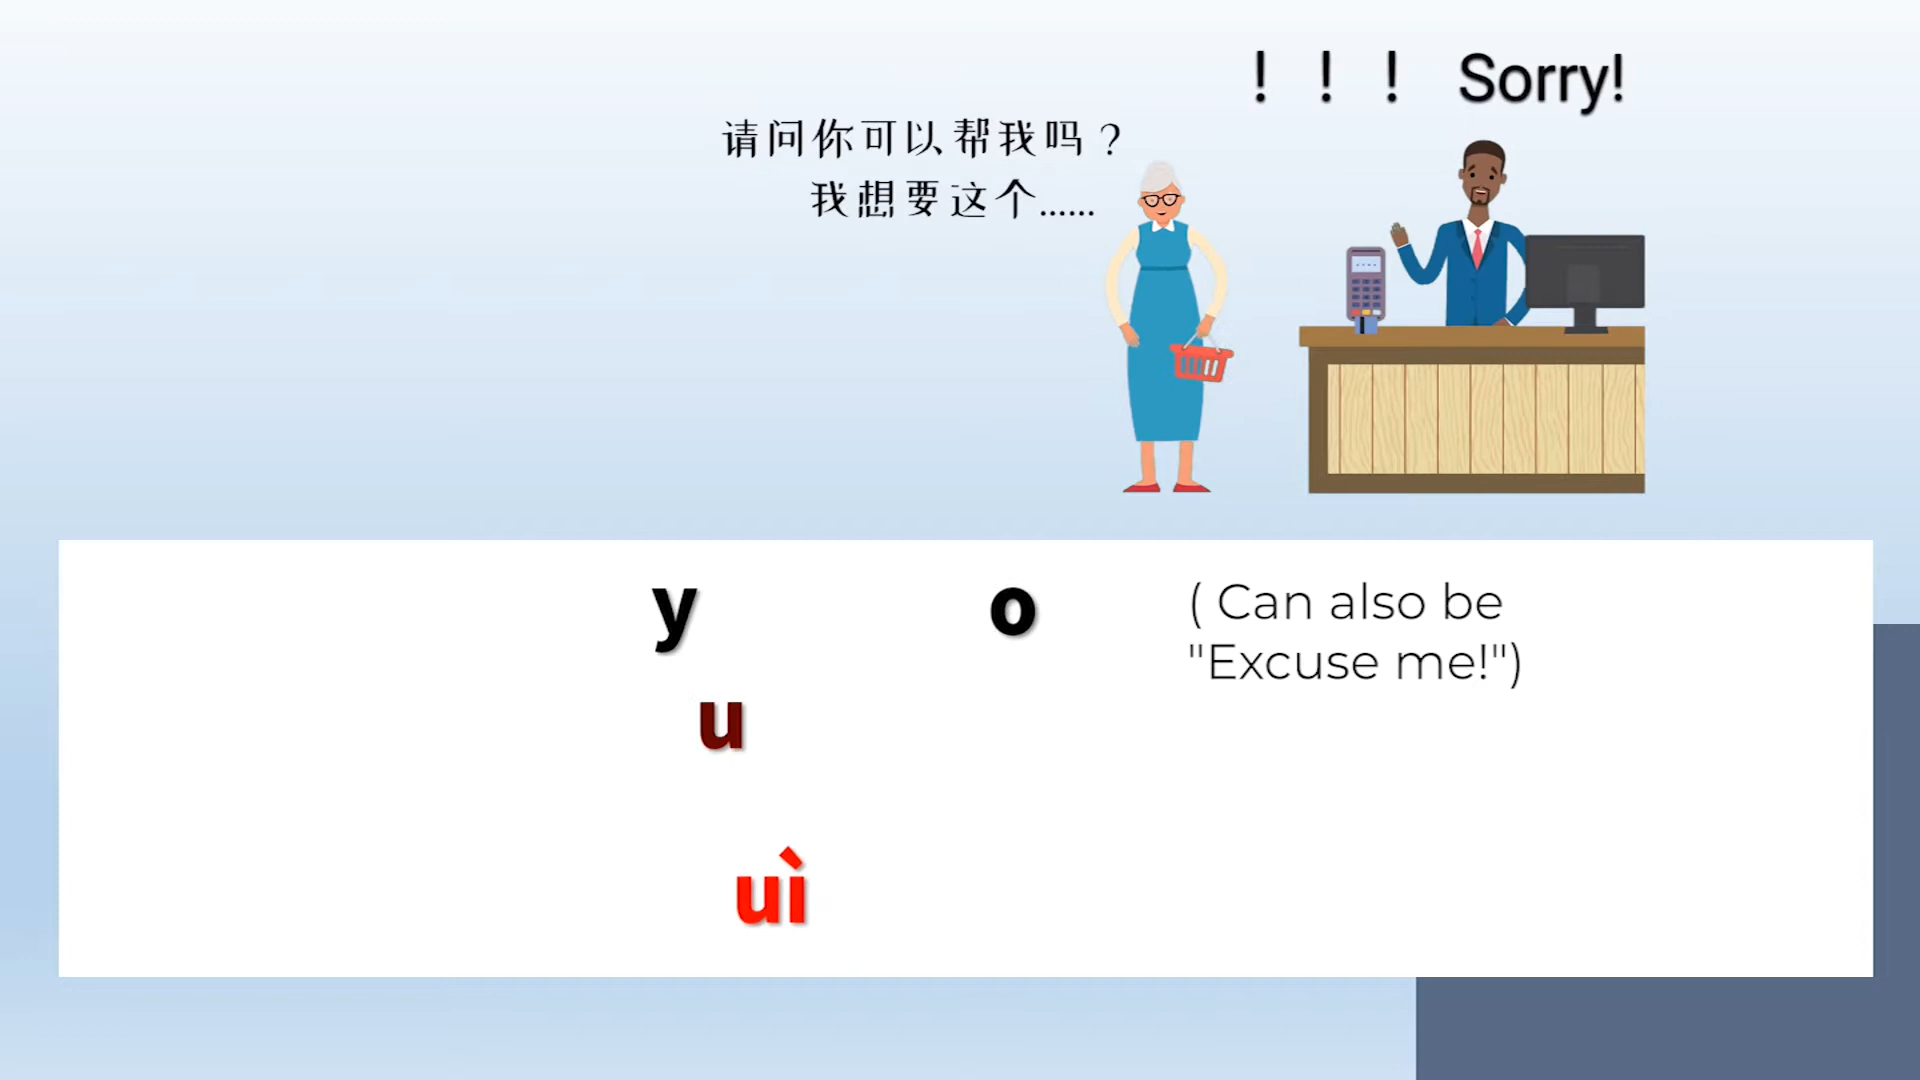 ！！！ Sorry!
请问你可以帮我吗？
我想要这个……
y o
( Can also be
"Excuse me!")
u
uì